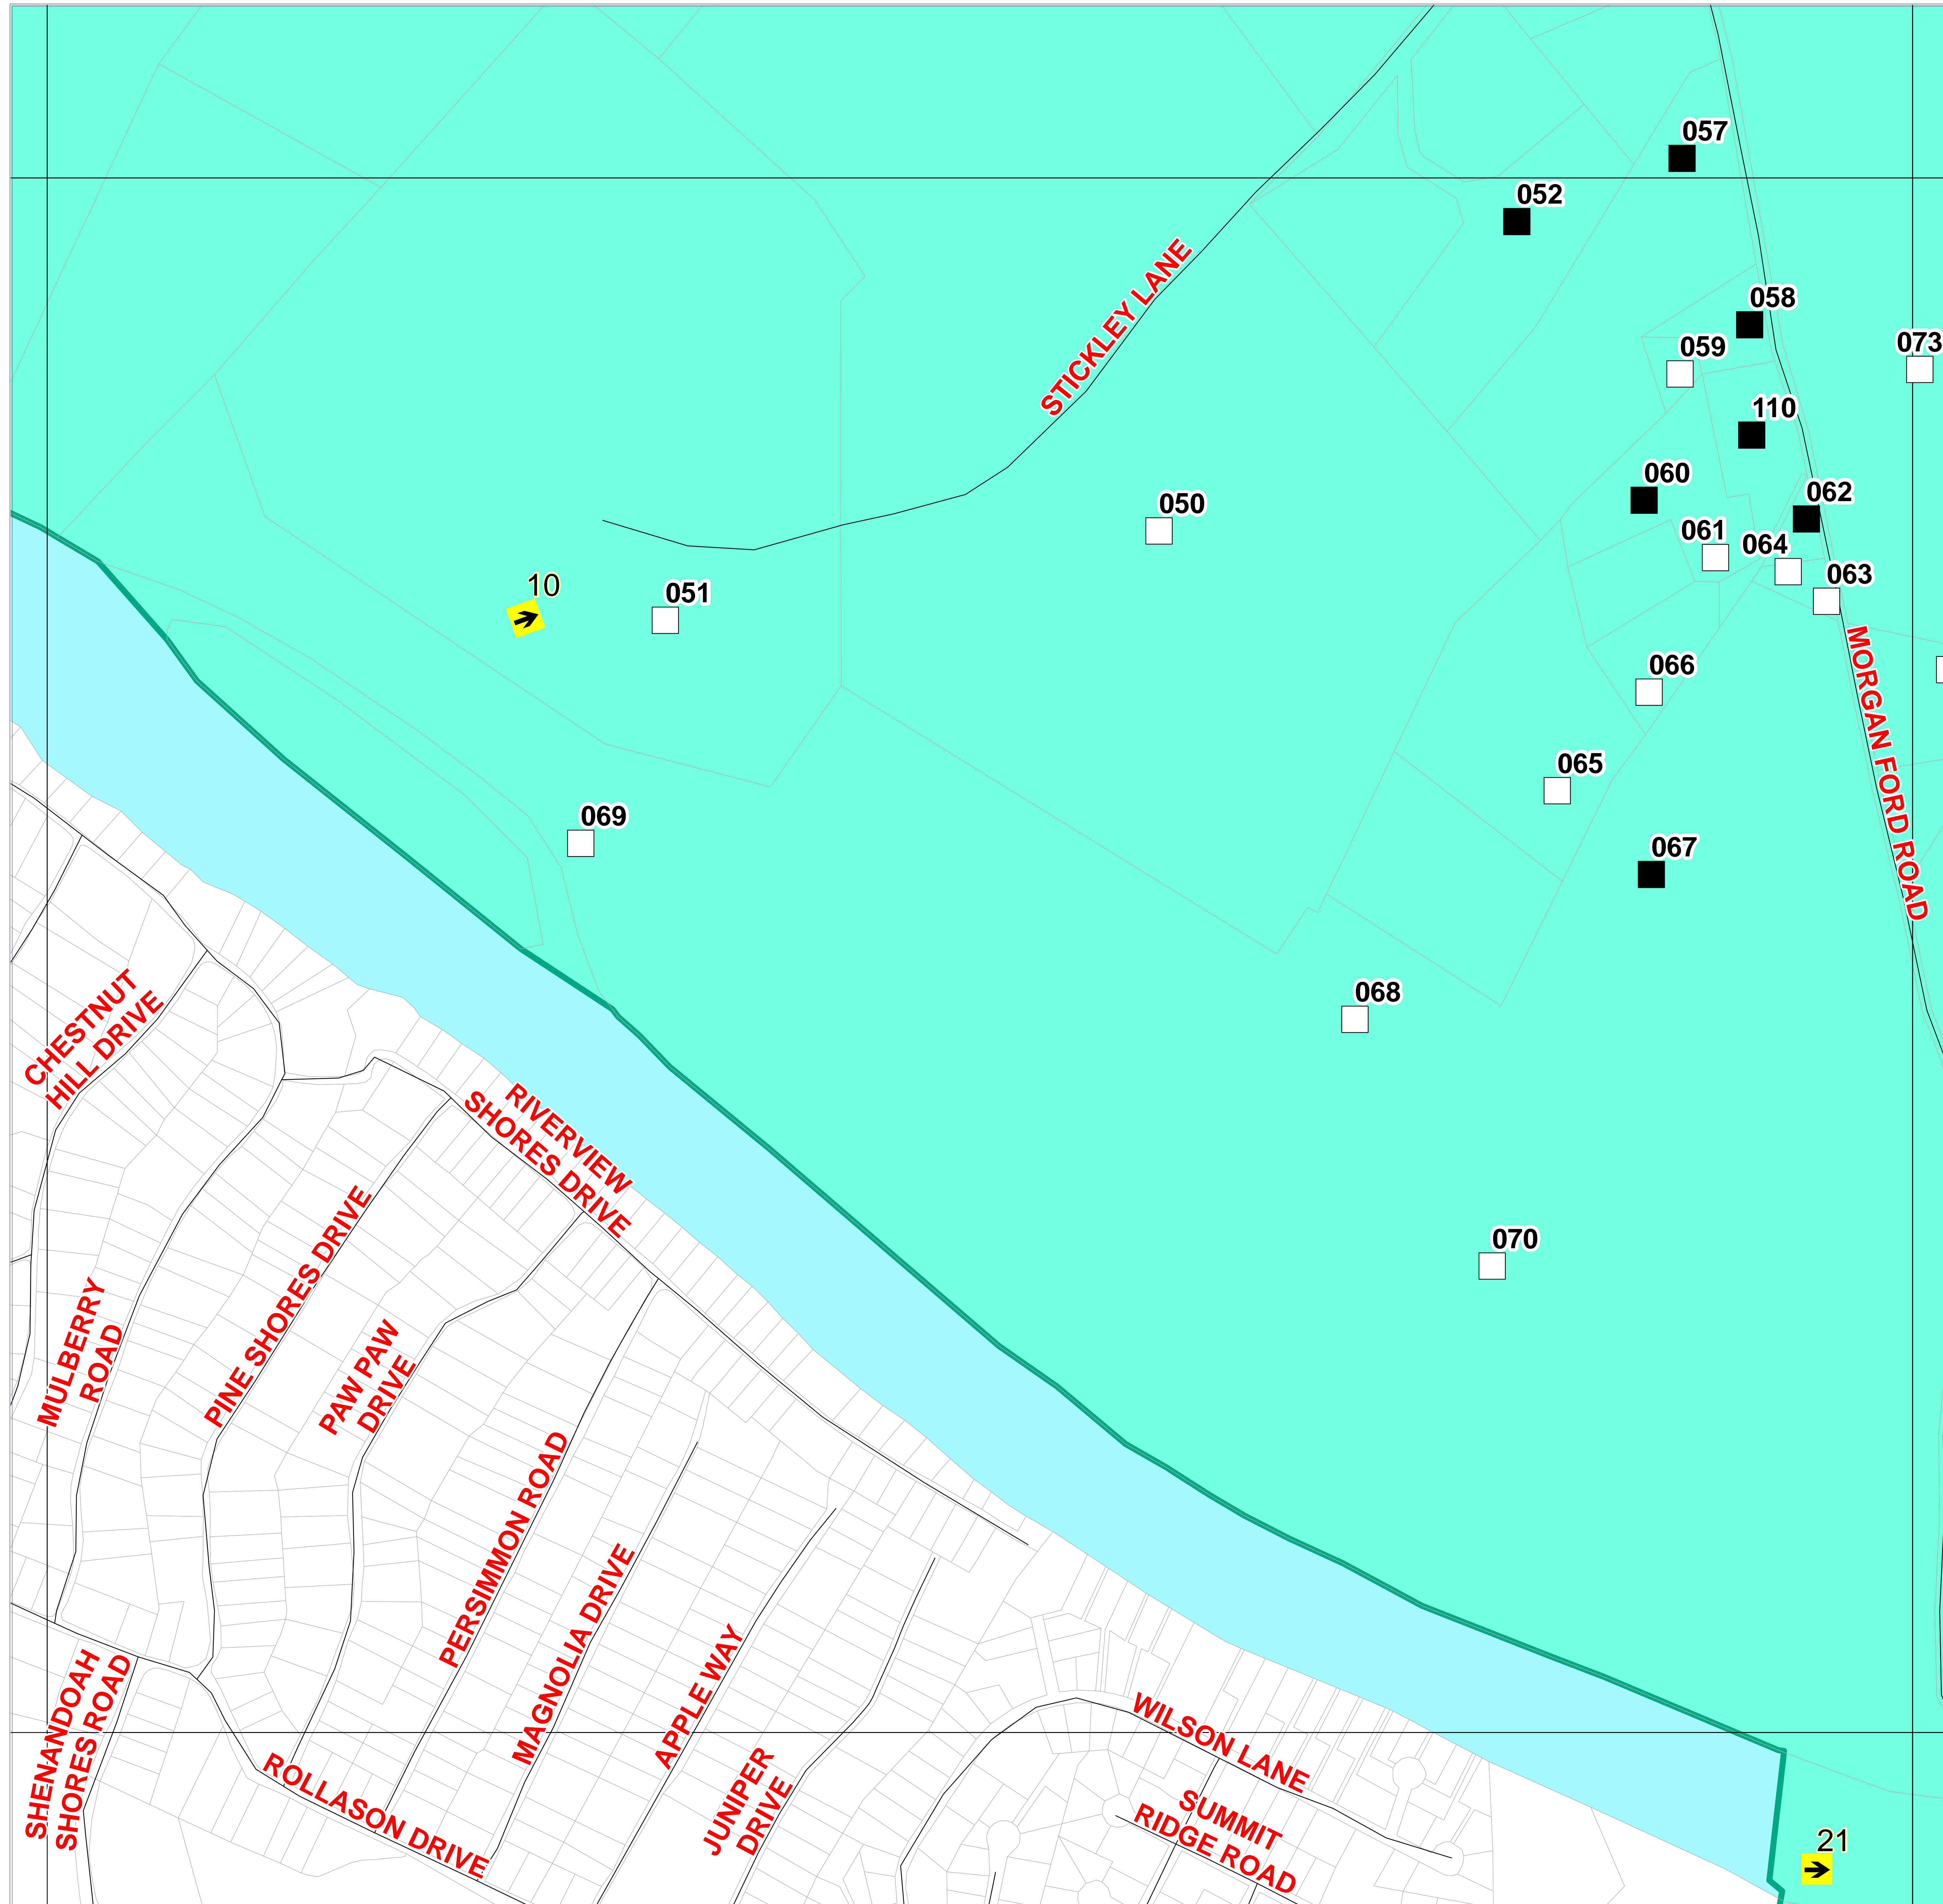 057
052
STICKLEY LANE
058
059
073
110
060
050
062
061
064
063
10
051
MORGAN FORD ROAD
066
065
069
067
068
CHESTNUT
HILL DRIVE
RIVERVIEW
SHORES DRIVE
070
MULBERRY
ROAD
PINE SHORES DRIVE
PAW PAW
DRIVE
PERSIMMON ROAD
MAGNOLIA DRIVE
APPLE WAY
JUNIPER
DRIVE
WILSON LANE
SUMMIT
RIDGE ROAD
SHENANDOAH
SHORES ROAD
ROLLASON DRIVE
21